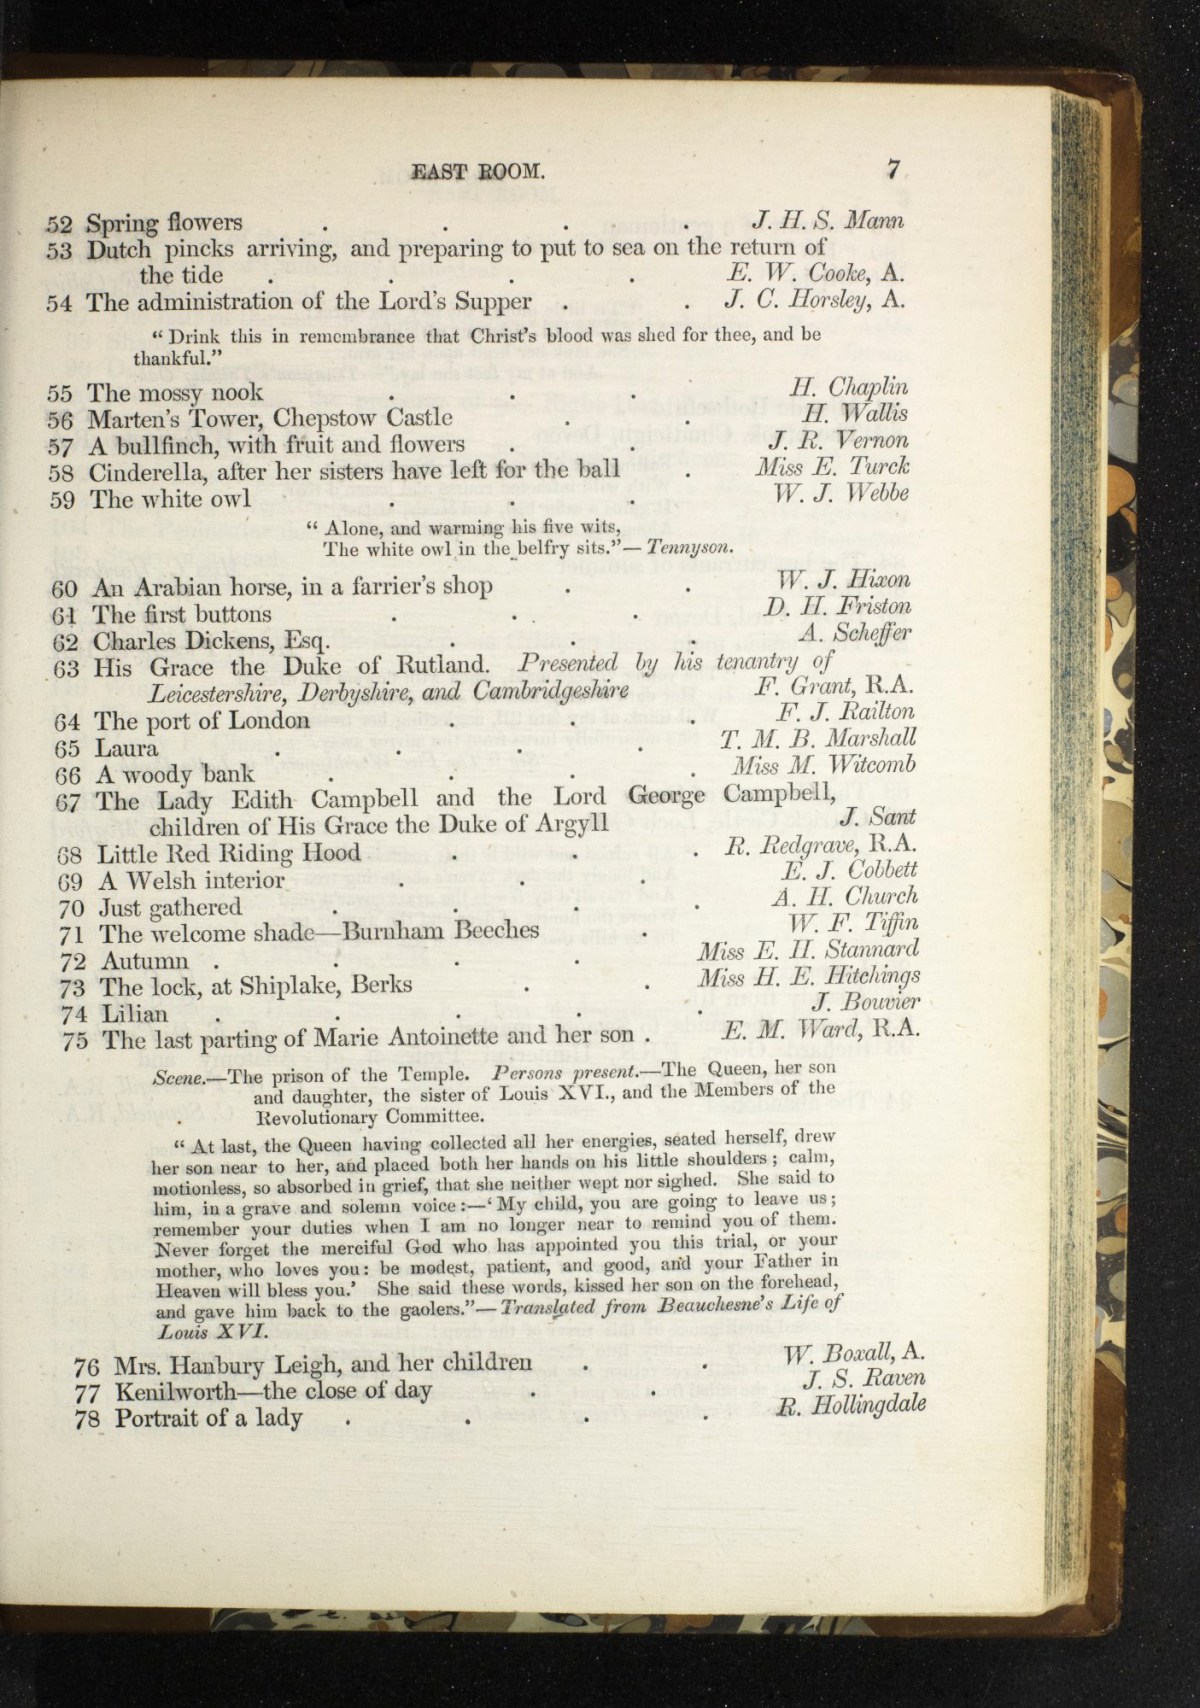 EAST ROOM. 7
52 Spring flowers . . . . J. H. S. Mann
53 Dutch pincks arriving, and preparing to put to sea on the return of
the tide . . . . E. W. Cooke, A.
54 The administration of the Lord's Supper . . J. C. Horsley, A.
“ Drink this in remembrance that Christ's blood was shed for thee, and be
thankful.”
55 The mossy nook . . . H. Chaplin
56 Marten's Tower, Chepstow Castle . . H. Wallis
57 A bullfinch, with fruit and flowers . . J. R. Vernon
58 Cinderella, after her sisters have left for the ball . Miss E. Turck
59 The white owl . . . W. J. Webbe
“ Alone, and warming his five wits,
The white owl in the belfry sits.”—Tennyson.
60 An Arabian horse, in a farrier's shop . . W. J. Hixon
61 The first buttons . . . D. H. Friston
62 Charles Dickens, Esq. . . . A. Scheffer
63 His Grace the Duke of Rutland. Presented by his tenantry of
Leicestershire, Derbyshire, and Cambridgeshire F. Grant, R.A.
64 The port of London . . . F. J. Railton
65 Laura . . . . T. M. B. Marshall
66 A woody bank . . . . Miss M. Witcomb
67 The Lady Edith Campbell and the Lord George Campbell,
children of His Grace the Duke of Argyll J. Sant
68 Little Red Riding Hood . . . R. Redgrave, R.A.
69 A Welsh interior . . . E. J. Cobbett
70 Just gathered . . . . A. H. Church
71 The welcome shade—Burnham Beeches . W. F. Tiffin
72 Autumn . . . . Miss E. H. Stannard
73 The lock, at Shiplake, Berks . . Miss H. E. Hitchings
74 Lilian . . . . . J. Bouvier
75 The last parting of Marie Antoinette and her son . E. M. Ward, R.A.
Scene.—The prison of the Temple. Persons present.—The Queen, her son
and daughter, the sister of Louis XVI., and the Members of the
Revolutionary Committee.
“ At last, the Queen having collected all her energies, seated herself, drew
her son near to her, and placed both her hands on his little shoulders ; calm,
motionless, so absorbed in grief, that she neither wept nor sighed. She said to
him, in a grave and solemn voice :—‘ My child, you are going to leave us ;
remember your duties when I am no longer near to remind you of them.
Never forget the merciful God who has appointed you this trial, or your
mother, who loves you : be modest, patient, and good, and your Father in
Heaven will bless you.’ She said these words, kissed her son on the forehead,
and gave him back to the gaolers.”—Translated from Beauchesne's Life of
Louis XVI.
76 Mrs. Hanbury Leigh, and her children . . W. Boxall, A.
77 Kenilworth—the close of day . . J. S. Raven
78 Portrait of a lady . . . . R. Hollingdale